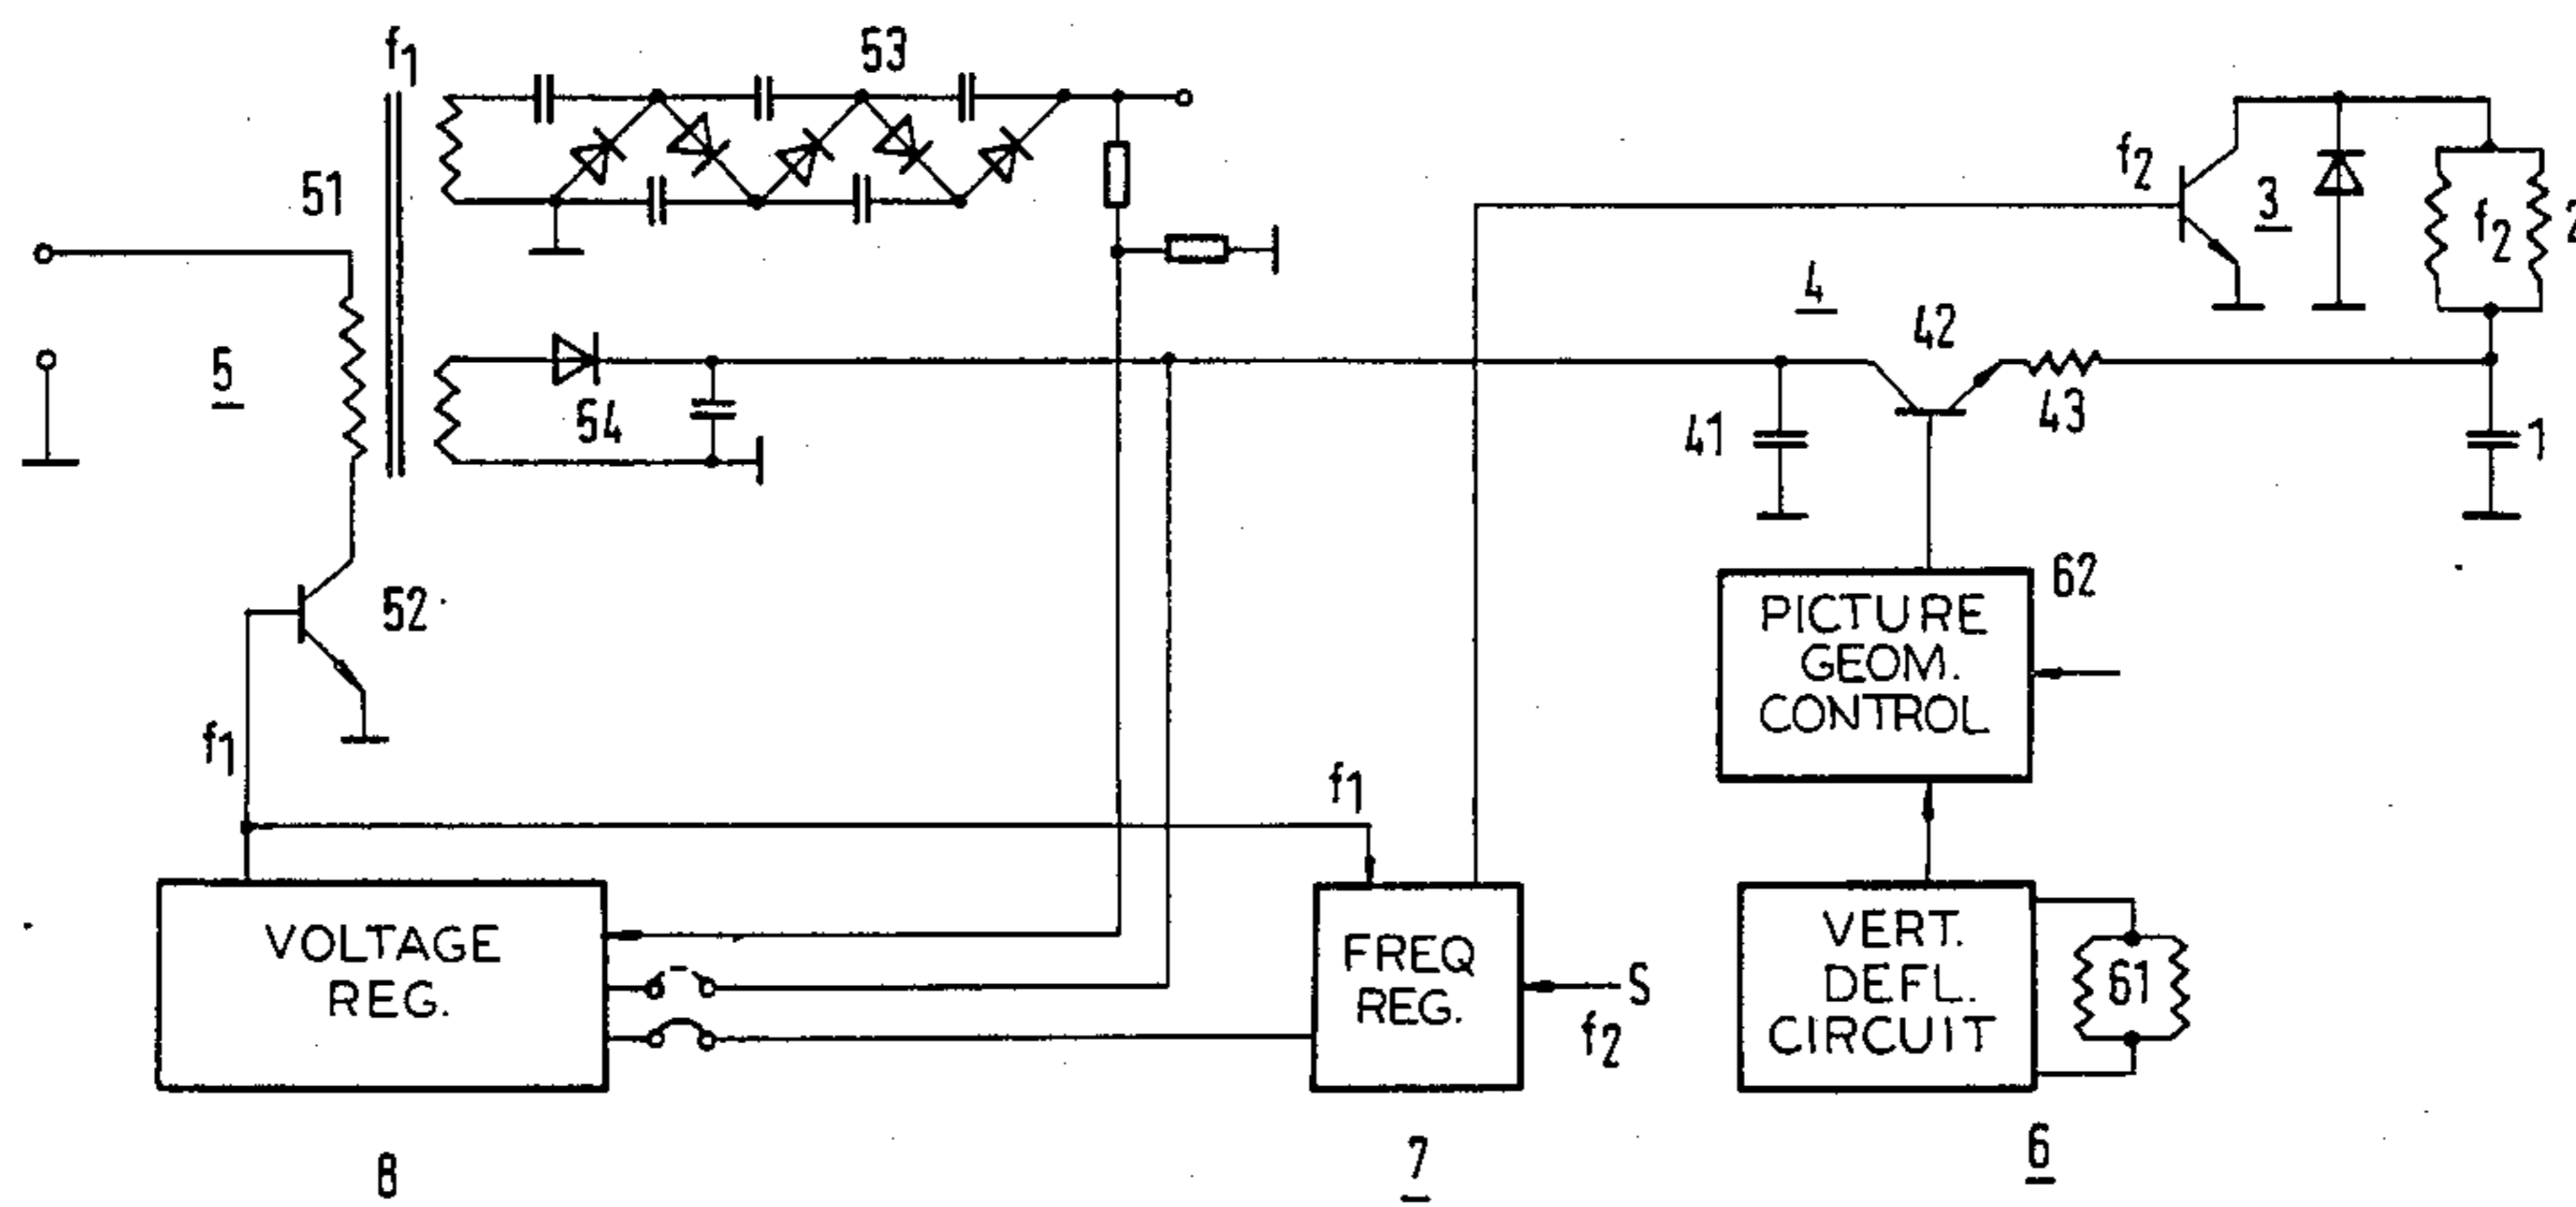 f1
53
51
f2
3
f2
2
4
42
5
54
41
43
1
52
62
PICTURE
GEOM.
CONTROL
f1
f1
VOLTAGE
REG.
FREQ
REG.
S
f2
VERT.
DEFL.
CIRCUIT
61
8
7
6